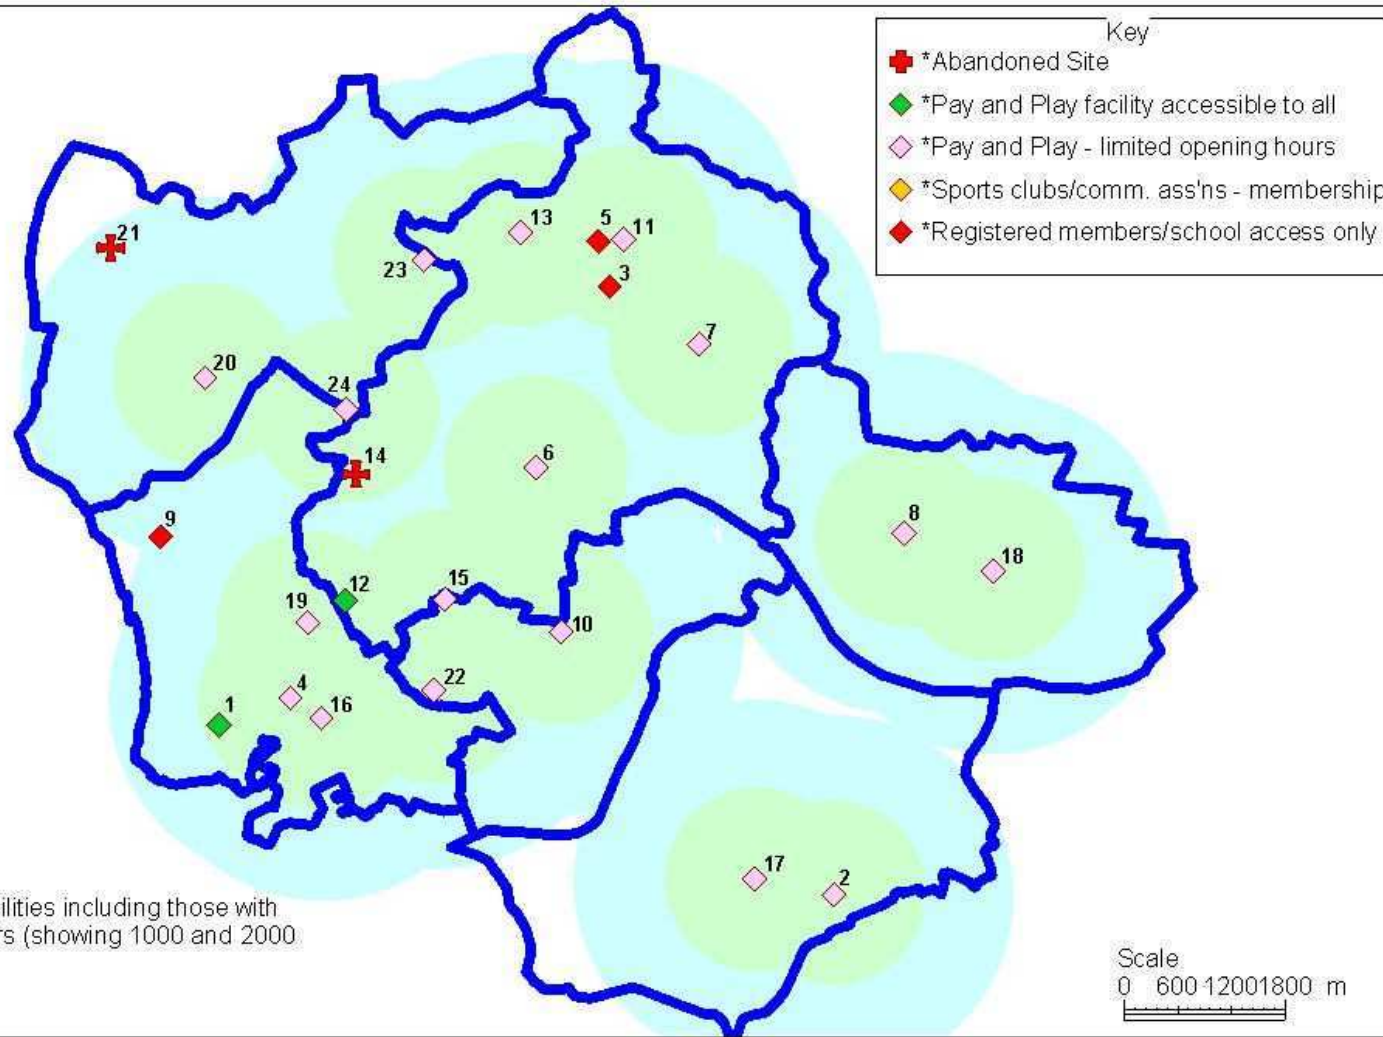 Key
*Abandoned Site
*Pay and Play facility accessible to all
*Pay and Play - limited opening hours
*Sports clubs/comm. ass'ns - membership
*Registered members/school access only
21
13
5
11
23
3
7
20
24
6
14
9
8
18
12
15
19
10
22
4
1
16
17
2
ilities including those with
rs (showing 1000 and 2000
Scale
0 600 1200 1800 m